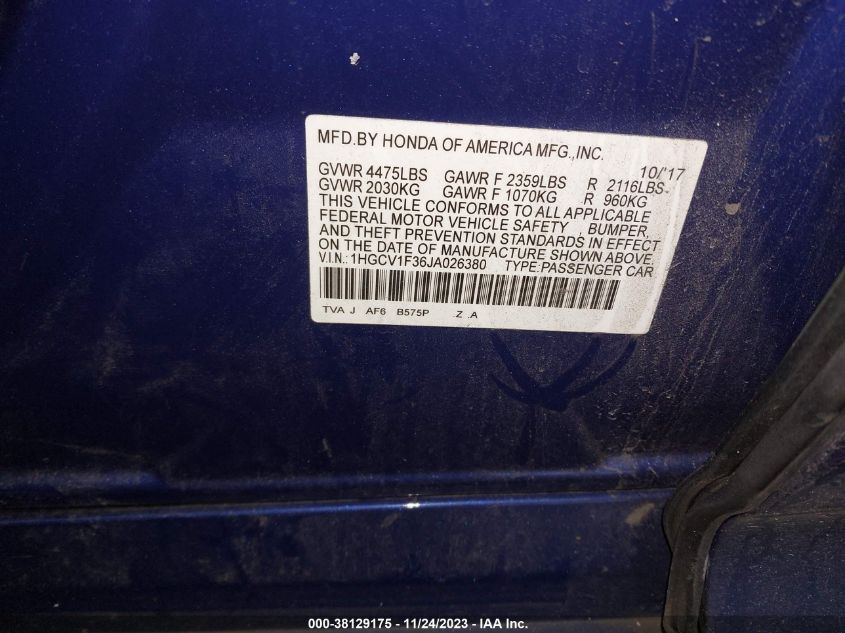 MFD.BY HONDA OF AMERICA MFG.,INC. 10/'17
GVWR 4475LBS GAWR F 2359LBS R 2116LBS
GVWR 2030KG GAWR F 1070KG R 960KG
THIS VEHICLE CONFORMS TO ALL APPLICABLE
FEDERAL MOTOR VEHICLE SAFETY BUMPER,
AND THEFT PREVENTION STANDARDS IN EFFECT
ON THE DATE OF MANUFACTURE SHOWN ABOVE.
V.I.N.: 1HGCV1F36JA026380 TYPE:PASSENGER CAR
TVA J AF6 B575P .Z .A
000-38129175 - 11/24/2023 - IAA Inc.